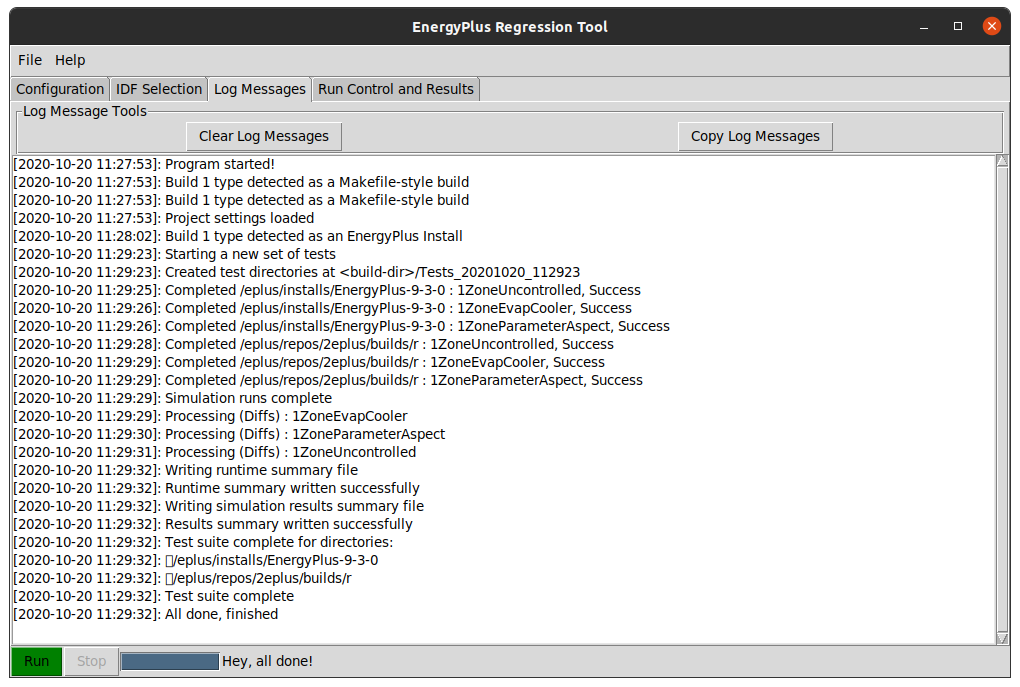 EnergyPlus Regression Tool
File Help
Configuration IDF Selection Log Messages Run Control and Results
Log Message Tools
Clear Log Messages Copy Log Messages
[2020-10-20 11:27:53]: Program started!
[2020-10-20 11:27:53]: Build 1 type detected as a Makefile-style build
[2020-10-20 11:27:53]: Build 1 type detected as a Makefile-style build
[2020-10-20 11:27:53]: Project settings loaded
[2020-10-20 11:28:02]: Build 1 type detected as an EnergyPlus Install
[2020-10-20 11:29:23]: Starting a new set of tests
[2020-10-20 11:29:23]: Created test directories at <build-dir>/Tests_20201020_112923
[2020-10-20 11:29:25]: Completed /eplus/installs/EnergyPlus-9-3-0 : 1ZoneUncontrolled, Success
[2020-10-20 11:29:26]: Completed /eplus/installs/EnergyPlus-9-3-0 : 1ZoneEvapCooler, Success
[2020-10-20 11:29:26]: Completed /eplus/installs/EnergyPlus-9-3-0 : 1ZoneParameterAspect, Success
[2020-10-20 11:29:28]: Completed /eplus/repos/2eplus/builds/r : 1ZoneUncontrolled, Success
[2020-10-20 11:29:29]: Completed /eplus/repos/2eplus/builds/r : 1ZoneEvapCooler, Success
[2020-10-20 11:29:29]: Completed /eplus/repos/2eplus/builds/r : 1ZoneParameterAspect, Success
[2020-10-20 11:29:29]: Simulation runs complete
[2020-10-20 11:29:29]: Processing (Diffs) : 1ZoneEvapCooler
[2020-10-20 11:29:30]: Processing (Diffs) : 1ZoneParameterAspect
[2020-10-20 11:29:31]: Processing (Diffs) : 1ZoneUncontrolled
[2020-10-20 11:29:32]: Writing runtime summary file
[2020-10-20 11:29:32]: Runtime summary written successfully
[2020-10-20 11:29:32]: Writing simulation results summary file
[2020-10-20 11:29:32]: Results summary written successfully
[2020-10-20 11:29:32]: Test suite complete for directories:
[2020-10-20 11:29:32]: /eplus/installs/EnergyPlus-9-3-0
[2020-10-20 11:29:32]: /eplus/repos/2eplus/builds/r
[2020-10-20 11:29:32]: Test suite complete
[2020-10-20 11:29:32]: All done, finished
Run Stop Hey, all done!